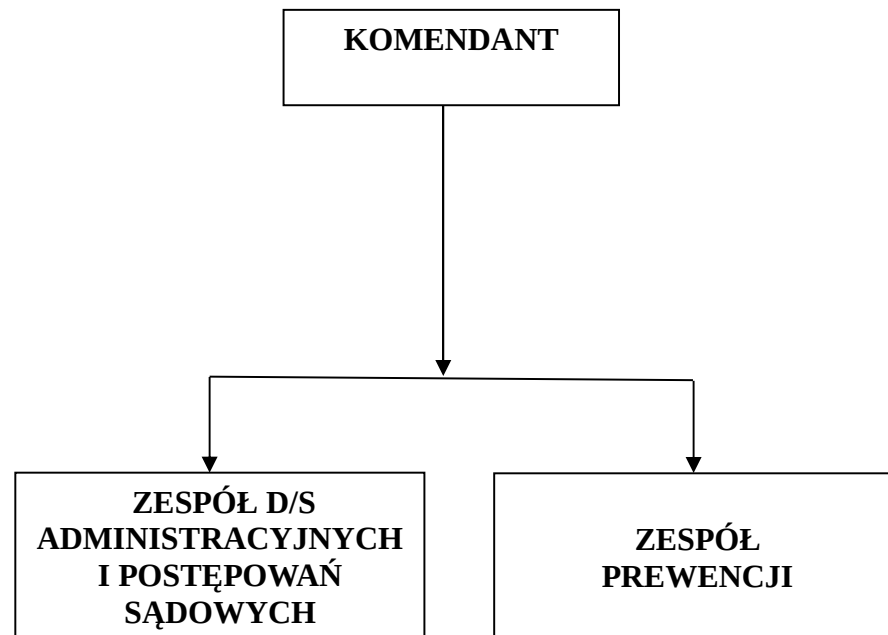 KOMENDANT
ZESPÓŁ D/S
ADMINISTRACYJNYCH
I POSTĘPOWAŃ
SĄDOWYCH
ZESPÓŁ
PREWENCJI